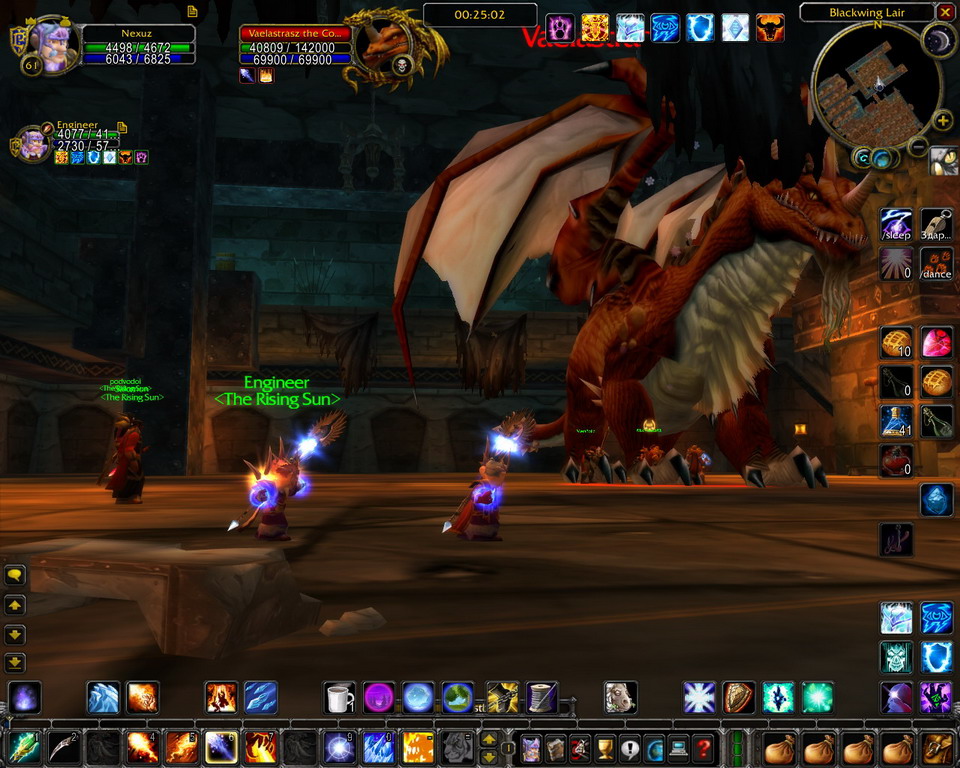 Nexuz
4498 / 4672
6043 / 6825
61
Vaelastrasz the Co...
40809 / 142000
69900 / 69900
00:25:02
Blackwing Lair
N
Vaelastra
Engineer
4077 / 41...
2730 / 57...
/sleep
Здар...
0
/dance
10
0
41
0
podvodoi
<The Rising Sun>
Engineer
<The Rising Sun>